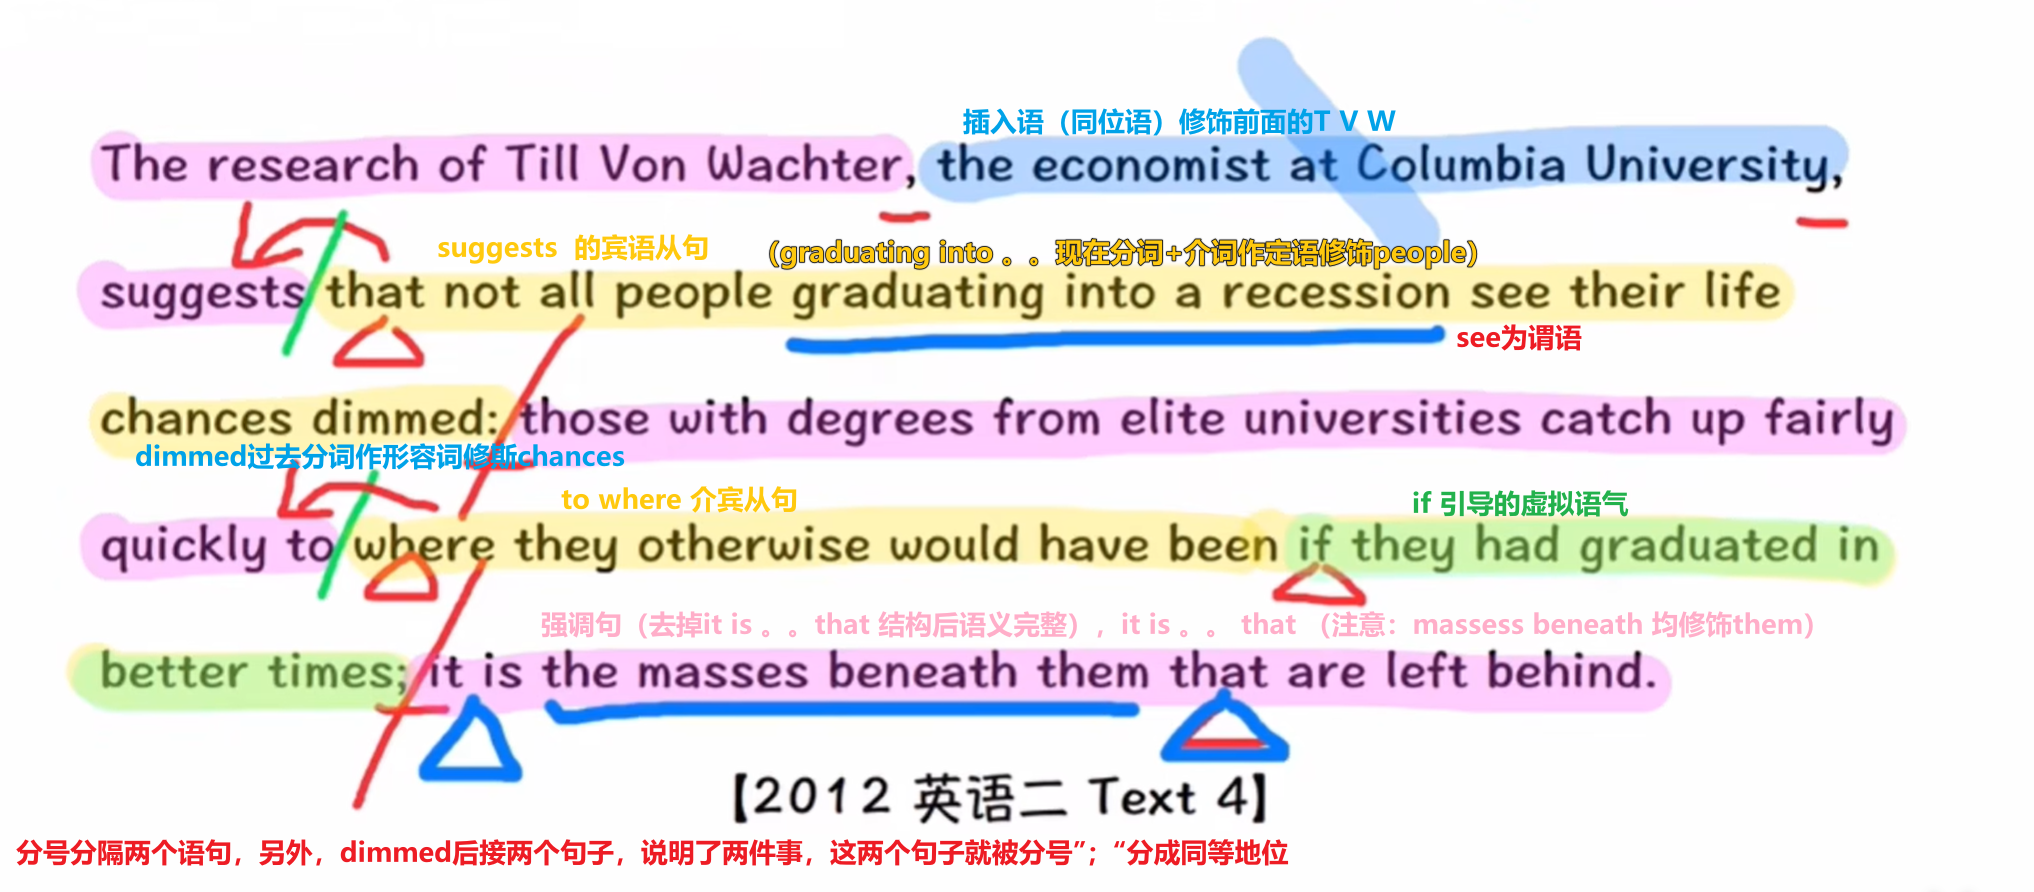 插入语（同位语）修饰前面的T V W
The research of Till Von Wachter, the economist at Columbia University,
suggests 的宾语从句 （graduating into 。。现在分词+介词作定语修饰people）
suggests that not all people graduating into a recession see their life
see为谓语
chances dimmed: those with degrees from elite universities catch up fairly
dimmed过去分词作形容词修斯chances
to where 介宾从句 if 引导的虚拟语气
quickly to where they otherwise would have been if they had graduated in
强调句（去掉it is 。。that 结构后语义完整），it is 。。 that （注意：massess beneath 均修饰them）
better times; it is the masses beneath them that are left behind.
【2012 英语二 Text 4】
分号分隔两个语句，另外，dimmed后接两个句子，说明了两件事，这两个句子就被分号”；“分成同等地位